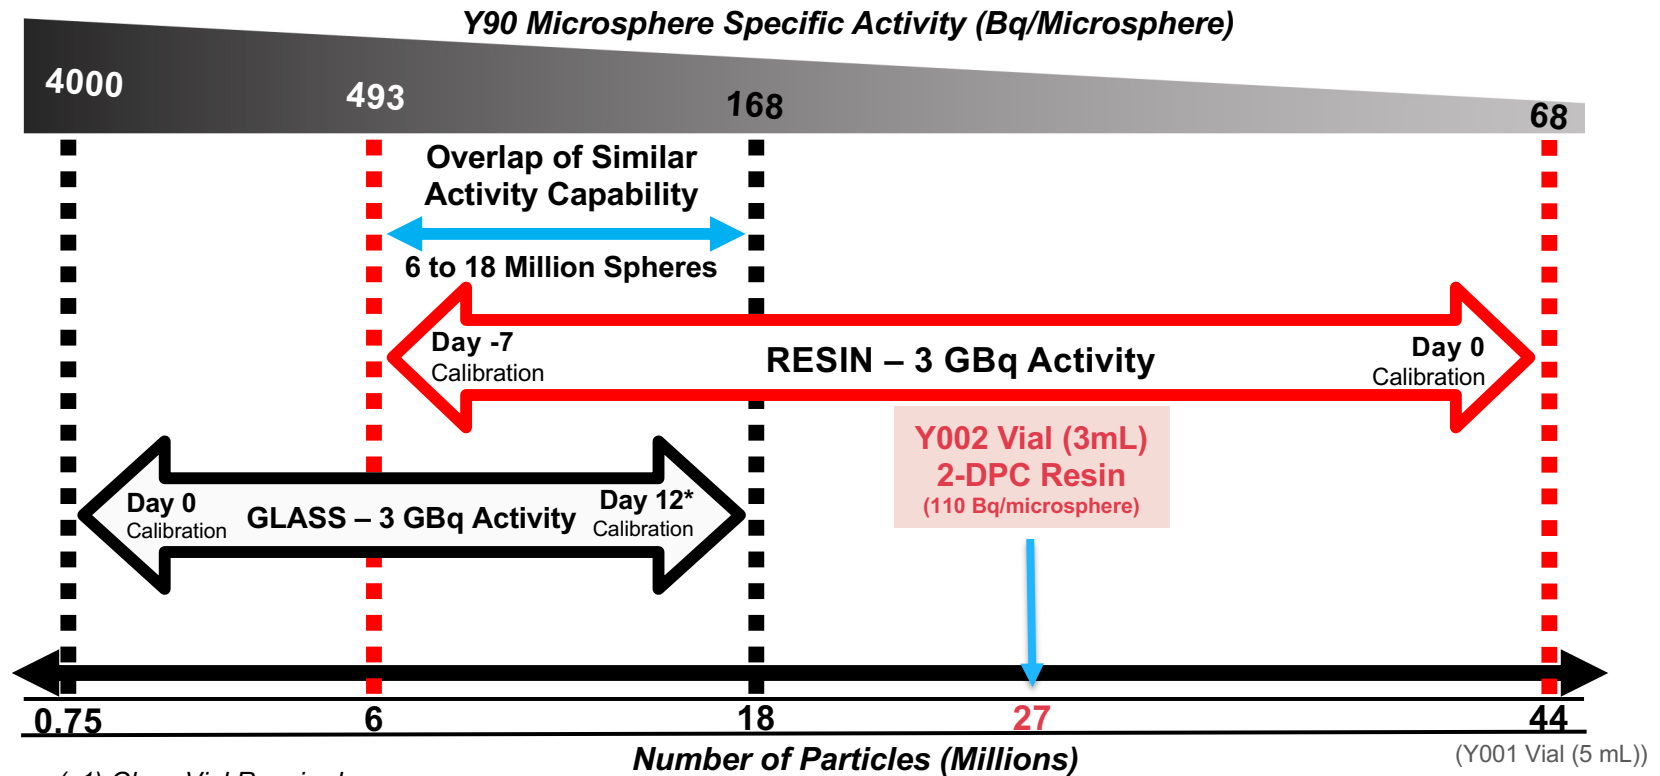 Y90 Microsphere Specific Activity (Bq/Microsphere)
4000
493
168
68
Overlap of Similar
Activity Capability
6 to 18 Million Spheres
Day -7
Calibration
RESIN – 3 GBq Activity
Day 0
Calibration
Y002 Vial (3mL)
2-DPC Resin
(110 Bq/microsphere)
Day 0
Calibration
GLASS – 3 GBq Activity
Day 12*
Calibration
0.75
6
18
27
44
Number of Particles (Millions)
(Y001 Vial (5 mL))